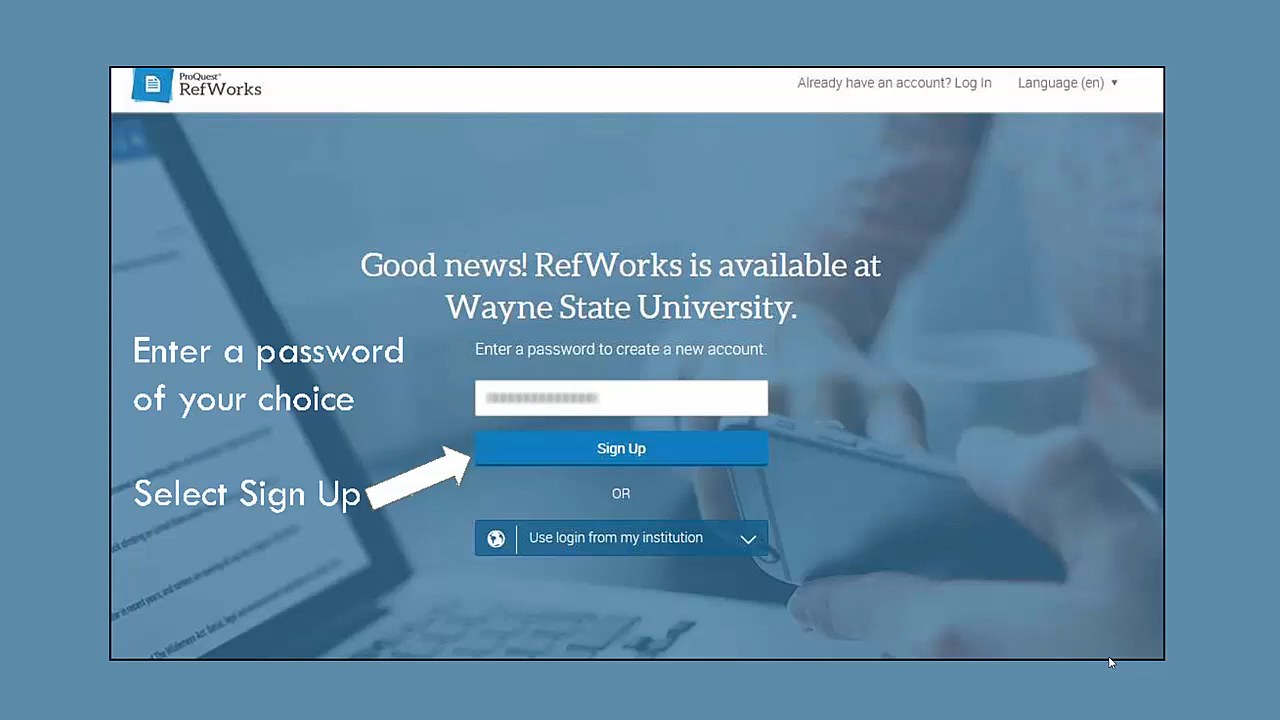 ProQuest
RefWorks
Already have an account? Log In
Language (en)
Good news! RefWorks is available at
Wayne State University.
Enter a password to create a new account.
Enter a password
of your choice
Sign Up
Select Sign Up
OR
Use login from my institution